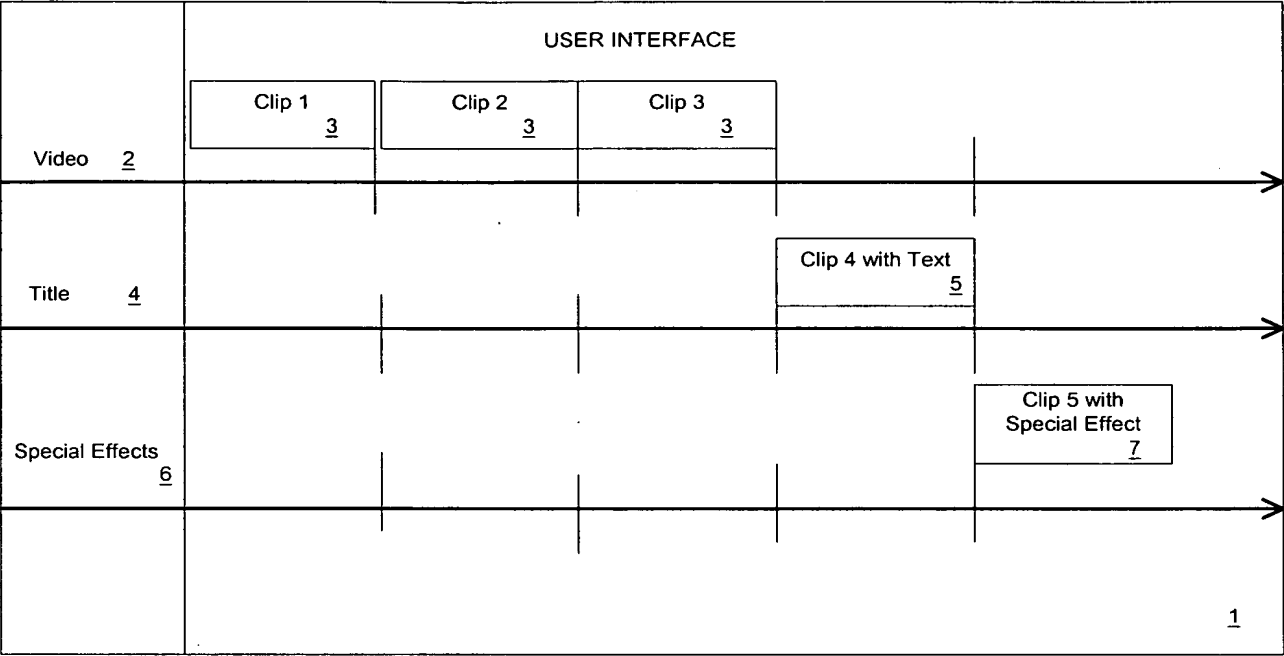 USER INTERFACE
Clip 1
3
Clip 2
3
Clip 3
3
Video 2
Clip 4 with Text
5
Title 4
Clip 5 with
Special Effect
7
Special Effects
6
1